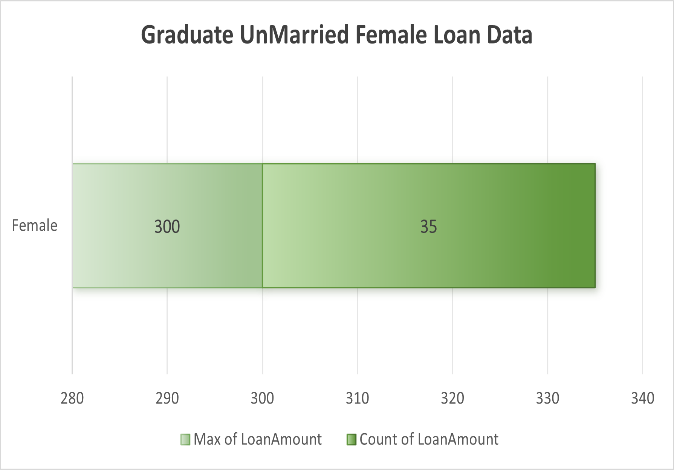 Graduate UnMarried Female Loan Data
Female
300
35
280 290 300 310 320 330 340
Max of LoanAmount Count of LoanAmount